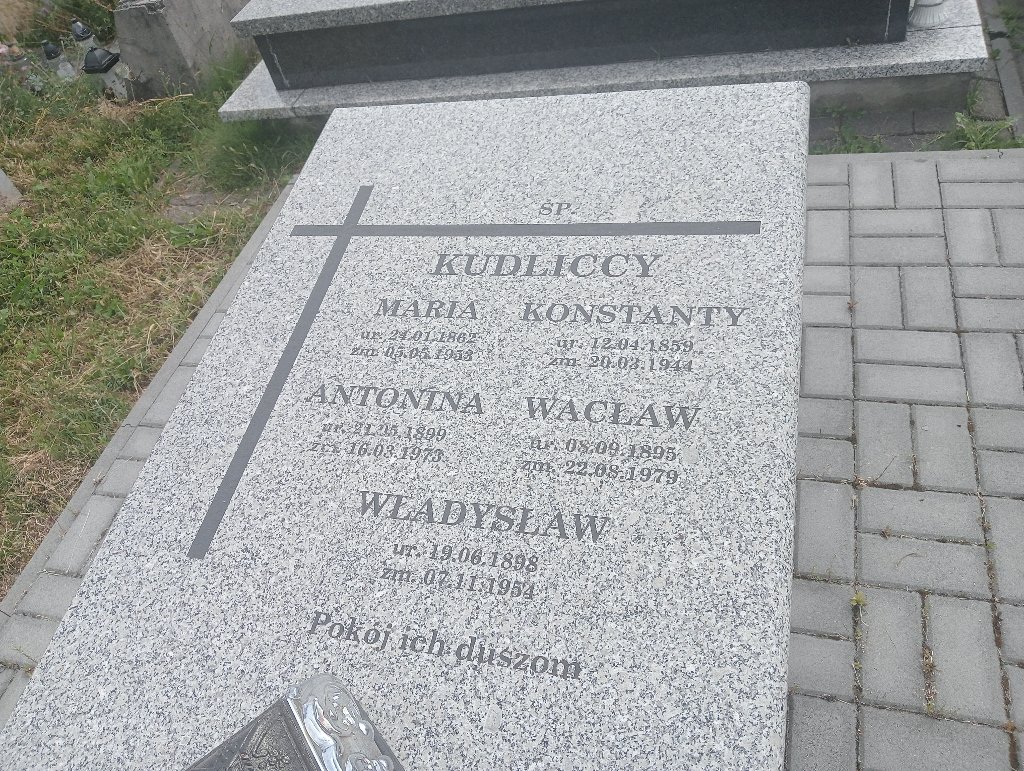 ŚP.
KUDLICCY
MARIA KONSTANTY
ur. 24.01.1862 ur. 12.04.1859
zm. 05.05.1953 zm. 20.03.1944
ANTONINA WACŁAW
ur. 21.05.1899 ur. 08.09.1895
zm. 16.03.1973 zm. 22.08.1979
WŁADYSŁAW
ur. 19.06.1898
zm. 07.11.1954
Pokój ich duszom